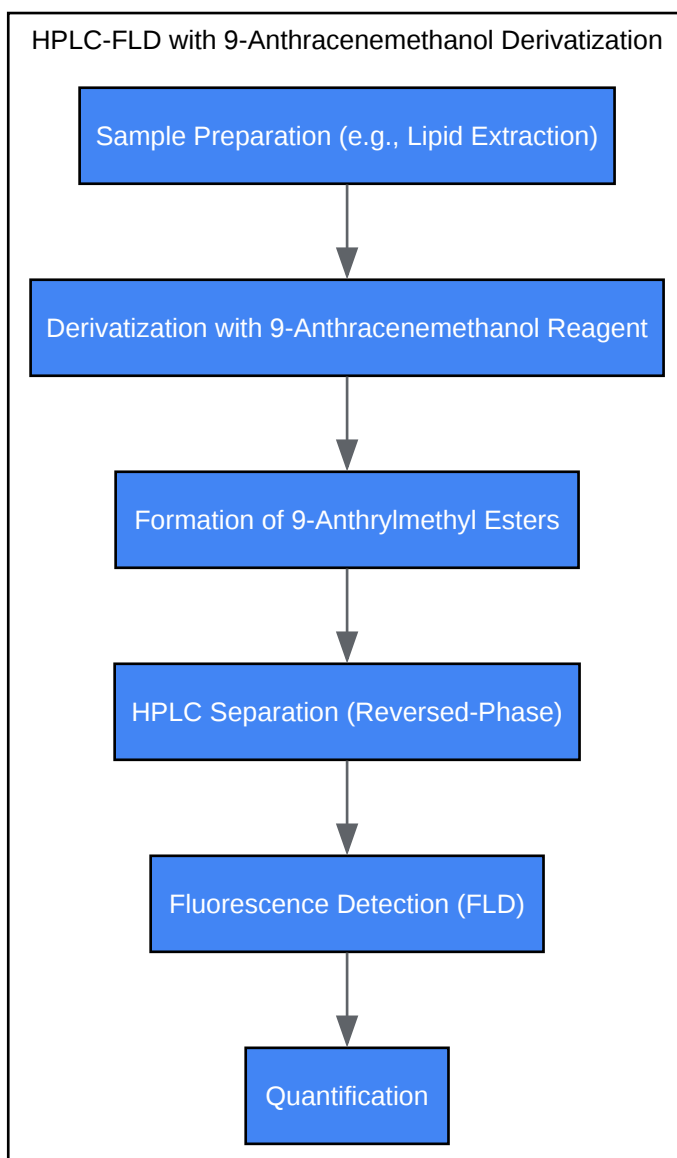 HPLC-FLD with 9-Anthracenemethanol Derivatization
Sample Preparation (e.g., Lipid Extraction)
Derivatization with 9-Anthracenemethanol Reagent
Formation of 9-Anthrylmethyl Esters
HPLC Separation (Reversed-Phase)
Fluorescence Detection (FLD)
Quantification